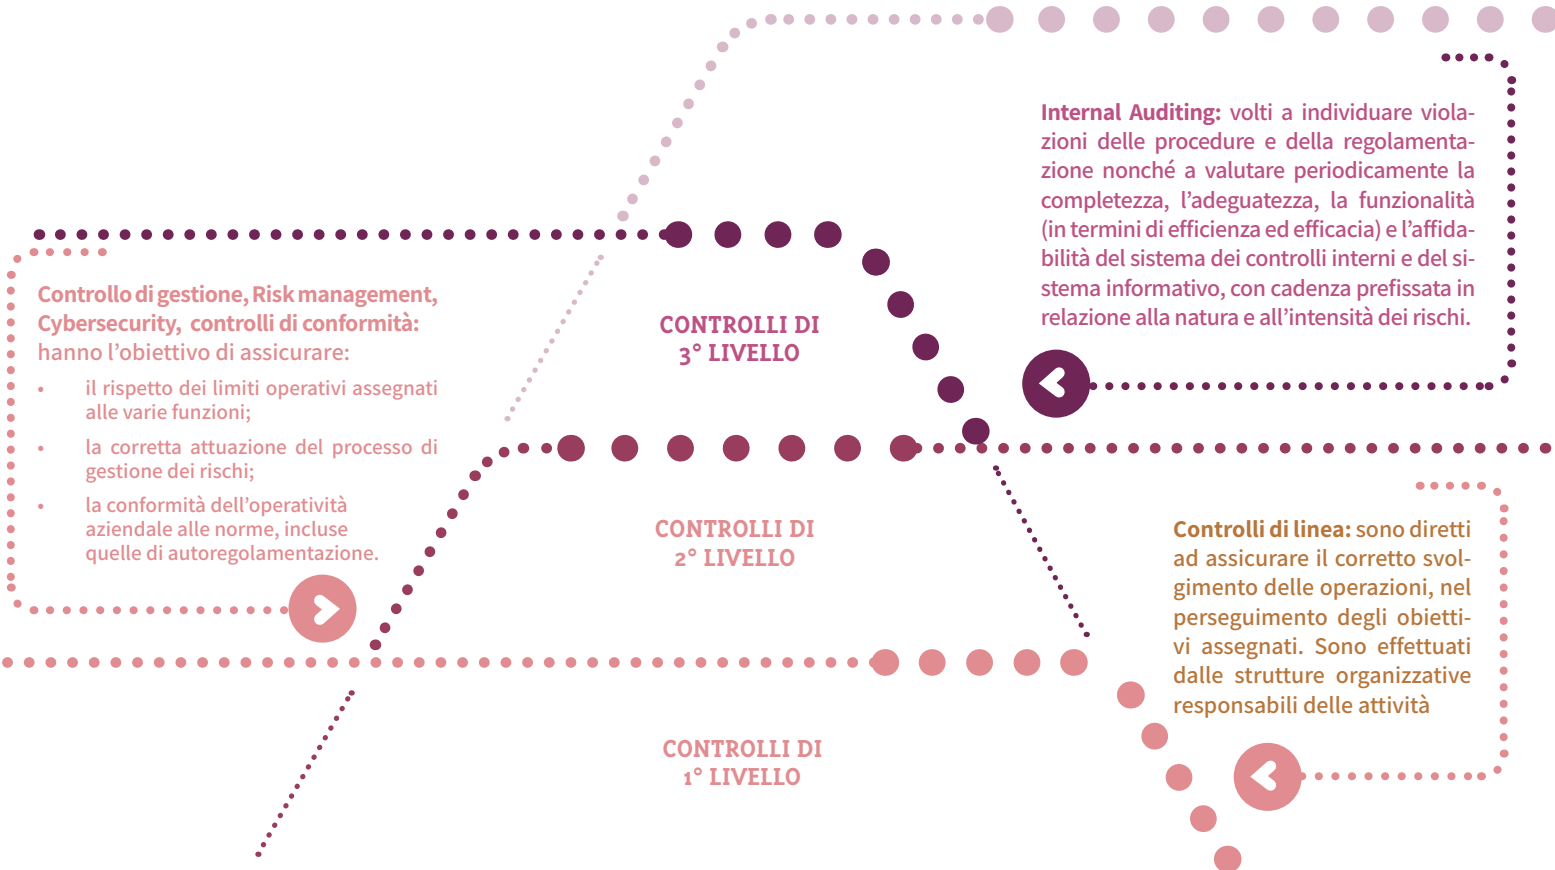 Internal Auditing: volti a individuare viola-
zioni delle procedure e della regolamenta-
zione nonché a valutare periodicamente la
completezza, l'adeguatezza, la funzionalità
(in termini di efficienza ed efficacia) e l'affida-
bilità del sistema dei controlli interni e del si-
stema informativo, con cadenza prefissata in
relazione alla natura e all'intensità dei rischi.
CONTROLLI DI
3° LIVELLO
Controllo di gestione, Risk management,
Cybersecurity, controlli di conformità:
hanno l'obiettivo di assicurare:
• il rispetto dei limiti operativi assegnati
alle varie funzioni;
• la corretta attuazione del processo di
gestione dei rischi;
• la conformità dell'operatività
aziendale alle norme, incluse
quelle di autoregolamentazione.
CONTROLLI DI
2° LIVELLO
Controlli di linea: sono diretti
ad assicurare il corretto svol-
gimento delle operazioni, nel
perseguimento degli obietti-
vi assegnati. Sono effettuati
dalle strutture organizzative
responsabili delle attività
CONTROLLI DI
1° LIVELLO